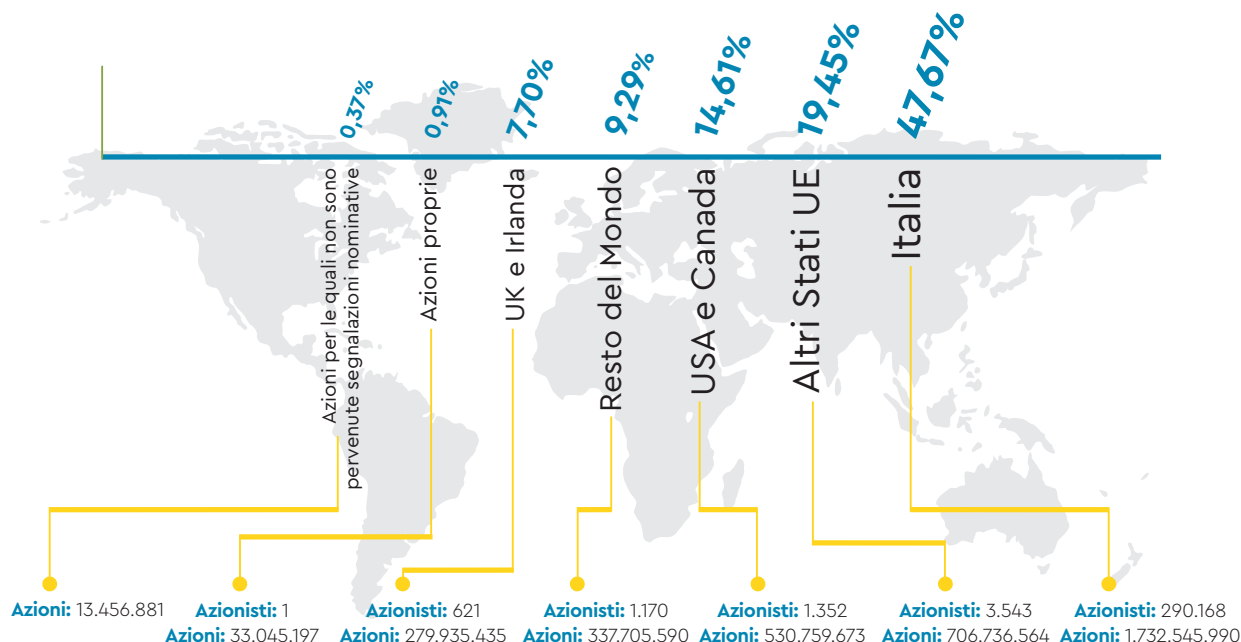 0,37%
0,91%
7,70%
9,29%
14,61%
19,45%
47,67%
Azioni per le quali non sono
pervenute segnalazioni nominative
Azioni proprie
UK e Irlanda
Resto del Mondo
USA e Canada
Altri Stati UE
Italia
Azioni: 13.456.881
Azionisti: 1
Azioni: 33.045.197
Azionisti: 621
Azioni: 279.935.435
Azionisti: 1.170
Azioni: 337.705.590
Azionisti: 1.352
Azioni: 530.759.673
Azionisti: 3.543
Azioni: 706.736.564
Azionisti: 290.168
Azioni: 1.732.545.990